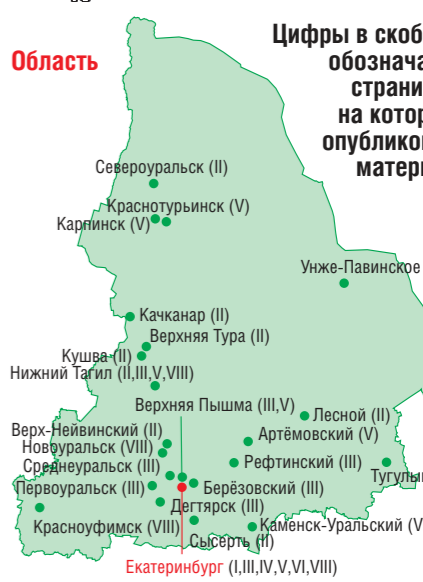 Область
Цифры в скоб
обознача
страни
на котор
опубликов
матери
Североуральск (II)
Краснотурьинск (V)
Карпинск (V)
Унже-Павинское
Качканар (II)
Верхняя Тура (II)
Кушва (II)
Нижний Тагил (II,III,V,VIII)
Верхняя Пышма (III,V)
Лесной (II)
Верх-Нейвинский (II)
Артёмовский (V)
Новоуральск (VIII)
Среднеуральск (III)
Рефтинский (III)
Тугулы
Первоуральск (III)
Берёзовский (III)
Дегтярск (III)
Красноуфимск (VIII)
Каменск-Уральский (V
Сысерть (II)
Екатеринбург (I,III,IV,V,VI,VIII)